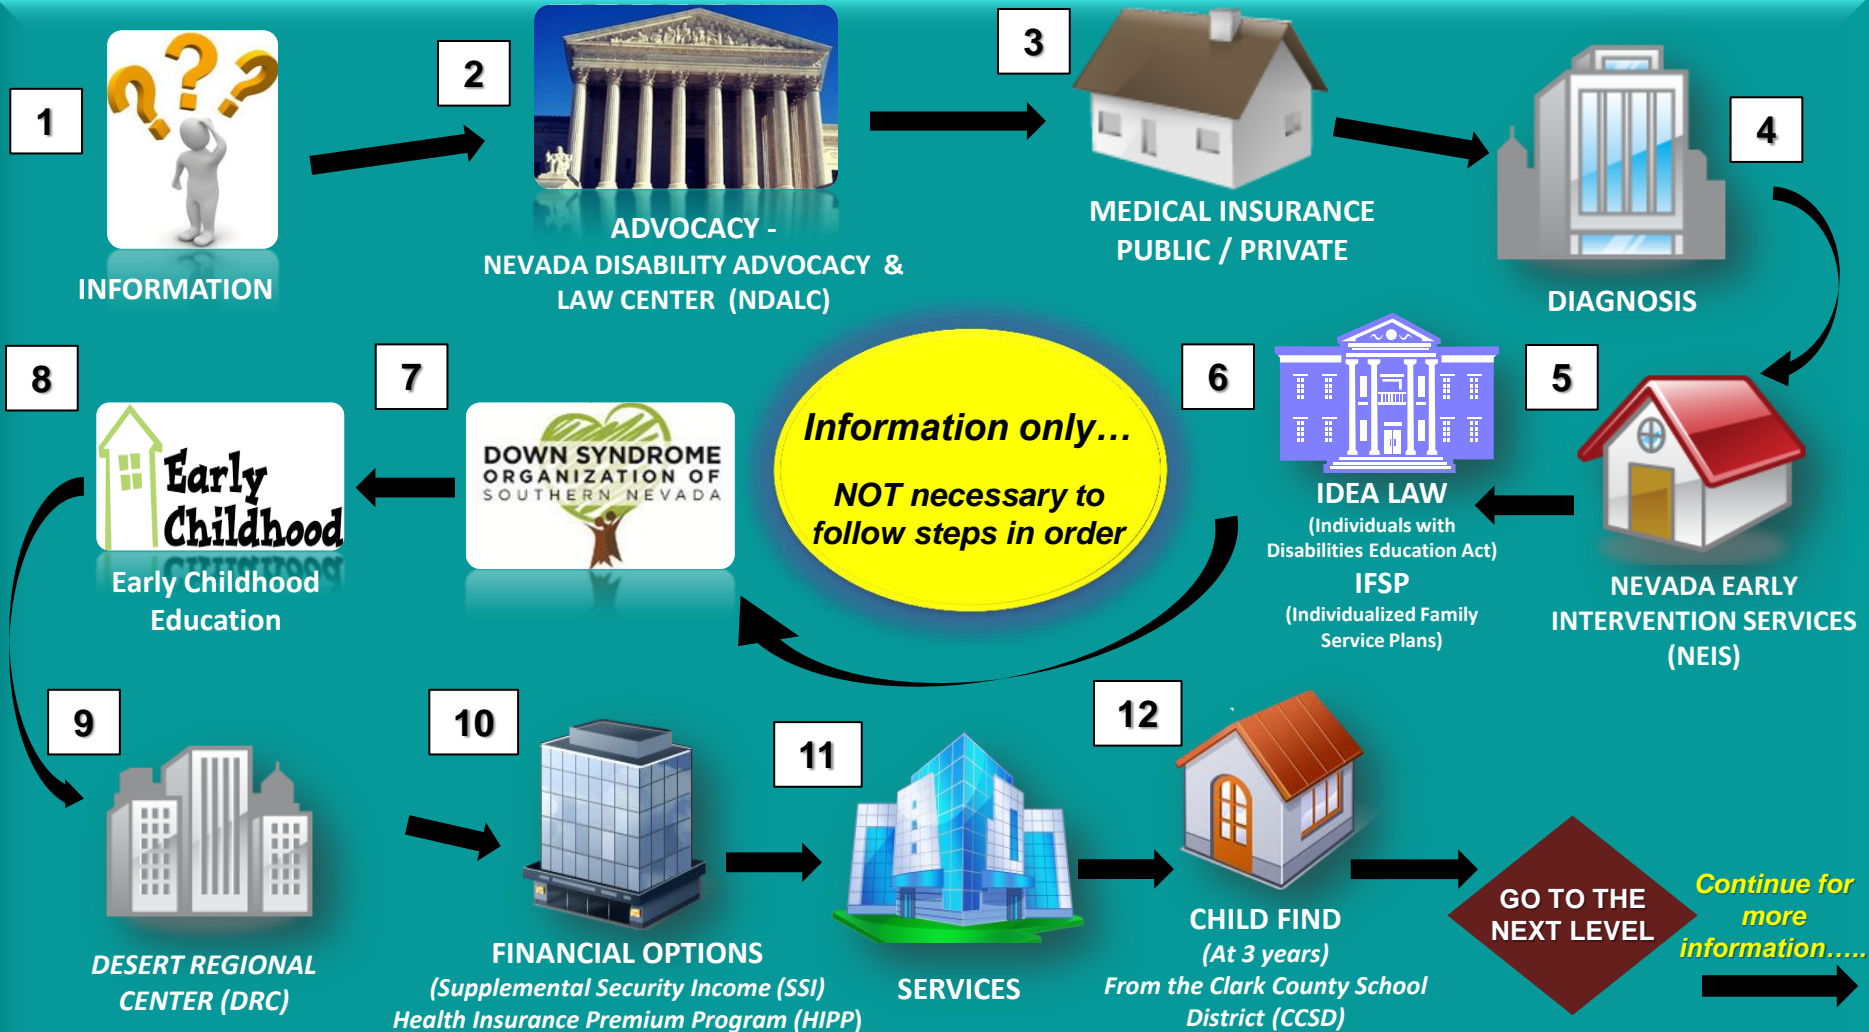 1
INFORMATION
2
ADVOCACY -
NEVADA DISABILITY ADVOCACY &
LAW CENTER (NDALC)
3
MEDICAL INSURANCE
PUBLIC / PRIVATE
4
DIAGNOSIS
5
NEVADA EARLY
INTERVENTION SERVICES
(NEIS)
6
IDEA LAW
(Individuals with
Disabilities Education Act)
IFSP
(Individualized Family
Service Plans)
Information only...
NOT necessary to
follow steps in order
7
DOWN SYNDROME
ORGANIZATION OF
SOUTHERN NEVADA
8
Early
Childhood
Early Childhood
Education
9
DESERT REGIONAL
CENTER (DRC)
10
FINANCIAL OPTIONS
(Supplemental Security Income (SSI)
Health Insurance Premium Program (HIPP)
11
SERVICES
12
CHILD FIND
(At 3 years)
From the Clark County School
District (CCSD)
GO TO THE
NEXT LEVEL
Continue for
more
information.....